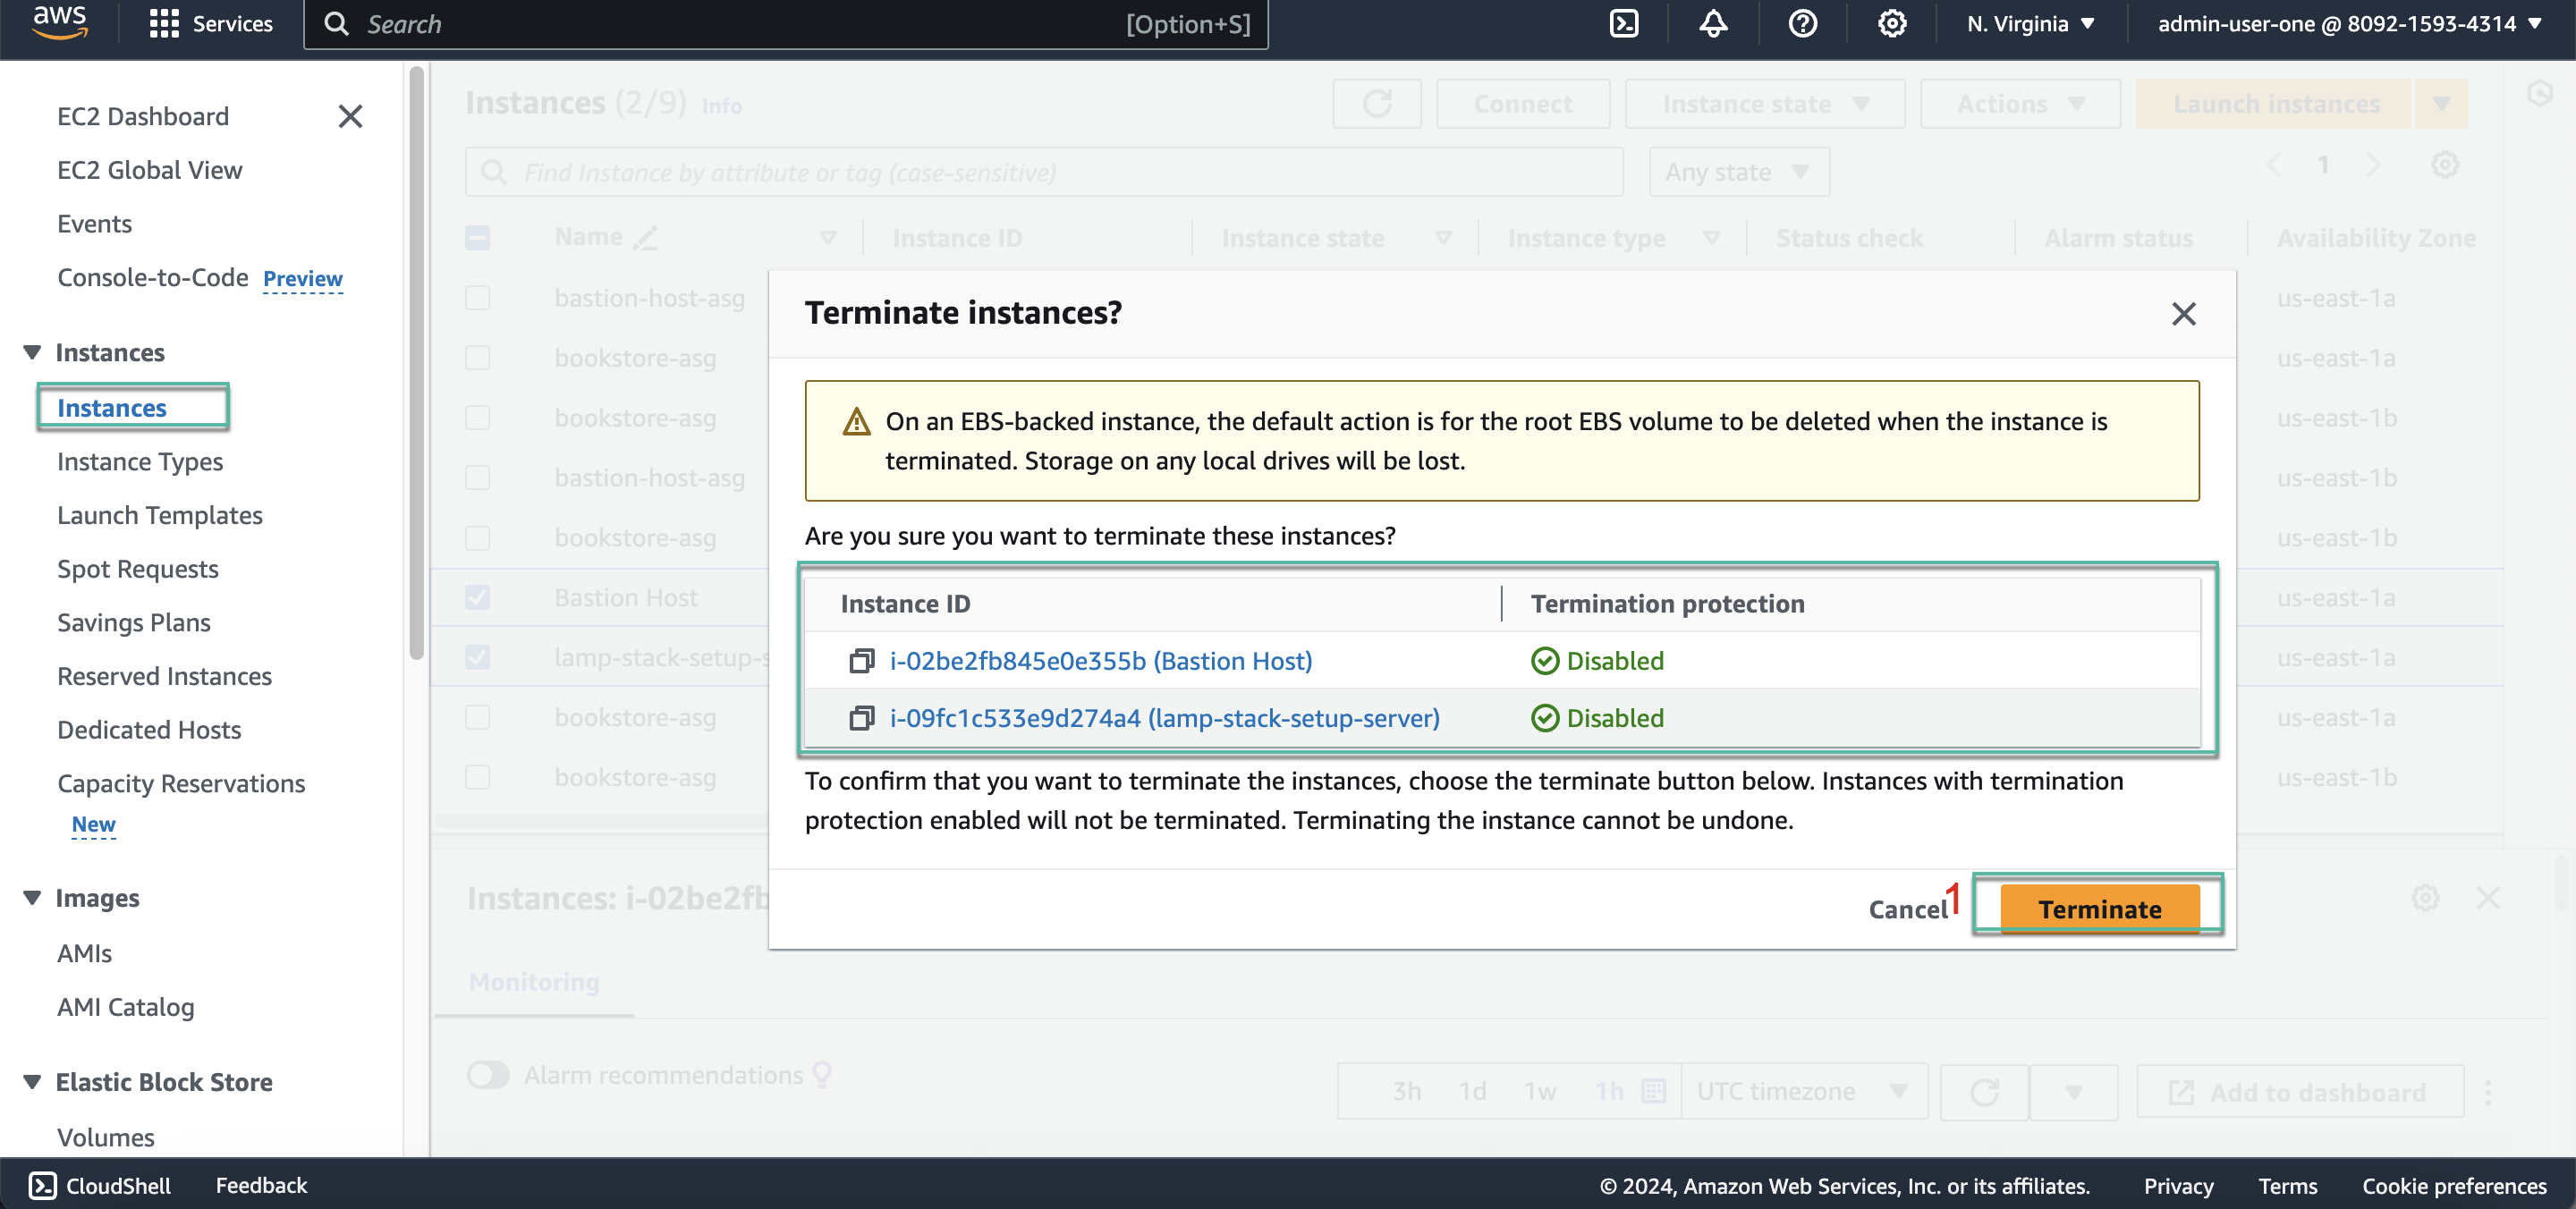 aws
Services
Search
[Option+S]
N. Virginia
admin-user-one @ 8092-1593-4314
EC2 Dashboard
EC2 Global View
Events
Console-to-Code Preview
Instances
Instances
Instance Types
Launch Templates
Spot Requests
Savings Plans
Reserved Instances
Dedicated Hosts
Capacity Reservations
New
Images
AMIs
AMI Catalog
Elastic Block Store
Volumes
Instances (2/9) Info
Connect
Instance state
Actions
Launch instances
Find Instance by attribute or tag (case-sensitive)
Any state
1
Name
Instance ID
Instance state
Instance type
Status check
Alarm status
Availability Zone
bastion-host-asg
us-east-1a
bookstore-asg
us-east-1a
bookstore-asg
us-east-1b
bastion-host-asg
us-east-1b
bookstore-asg
us-east-1b
Bastion Host
us-east-1a
lamp-stack-setup-s
us-east-1a
bookstore-asg
us-east-1a
bookstore-asg
us-east-1b
Terminate instances?
On an EBS-backed instance, the default action is for the root EBS volume to be deleted when the instance is
terminated. Storage on any local drives will be lost.
Are you sure you want to terminate these instances?
Instance ID
Termination protection
i-02be2fb845e0e355b (Bastion Host)
Disabled
i-09fc1c533e9d274a4 (lamp-stack-setup-server)
Disabled
To confirm that you want to terminate the instances, choose the terminate button below. Instances with termination
protection enabled will not be terminated. Terminating the instance cannot be undone.
Cancel
1
Terminate
Instances: i-02be2fb
Monitoring
Alarm recommendations
3h
1d
1w
1h
UTC timezone
Add to dashboard
CloudShell
Feedback
© 2024, Amazon Web Services, Inc. or its affiliates.
Privacy
Terms
Cookie preferences